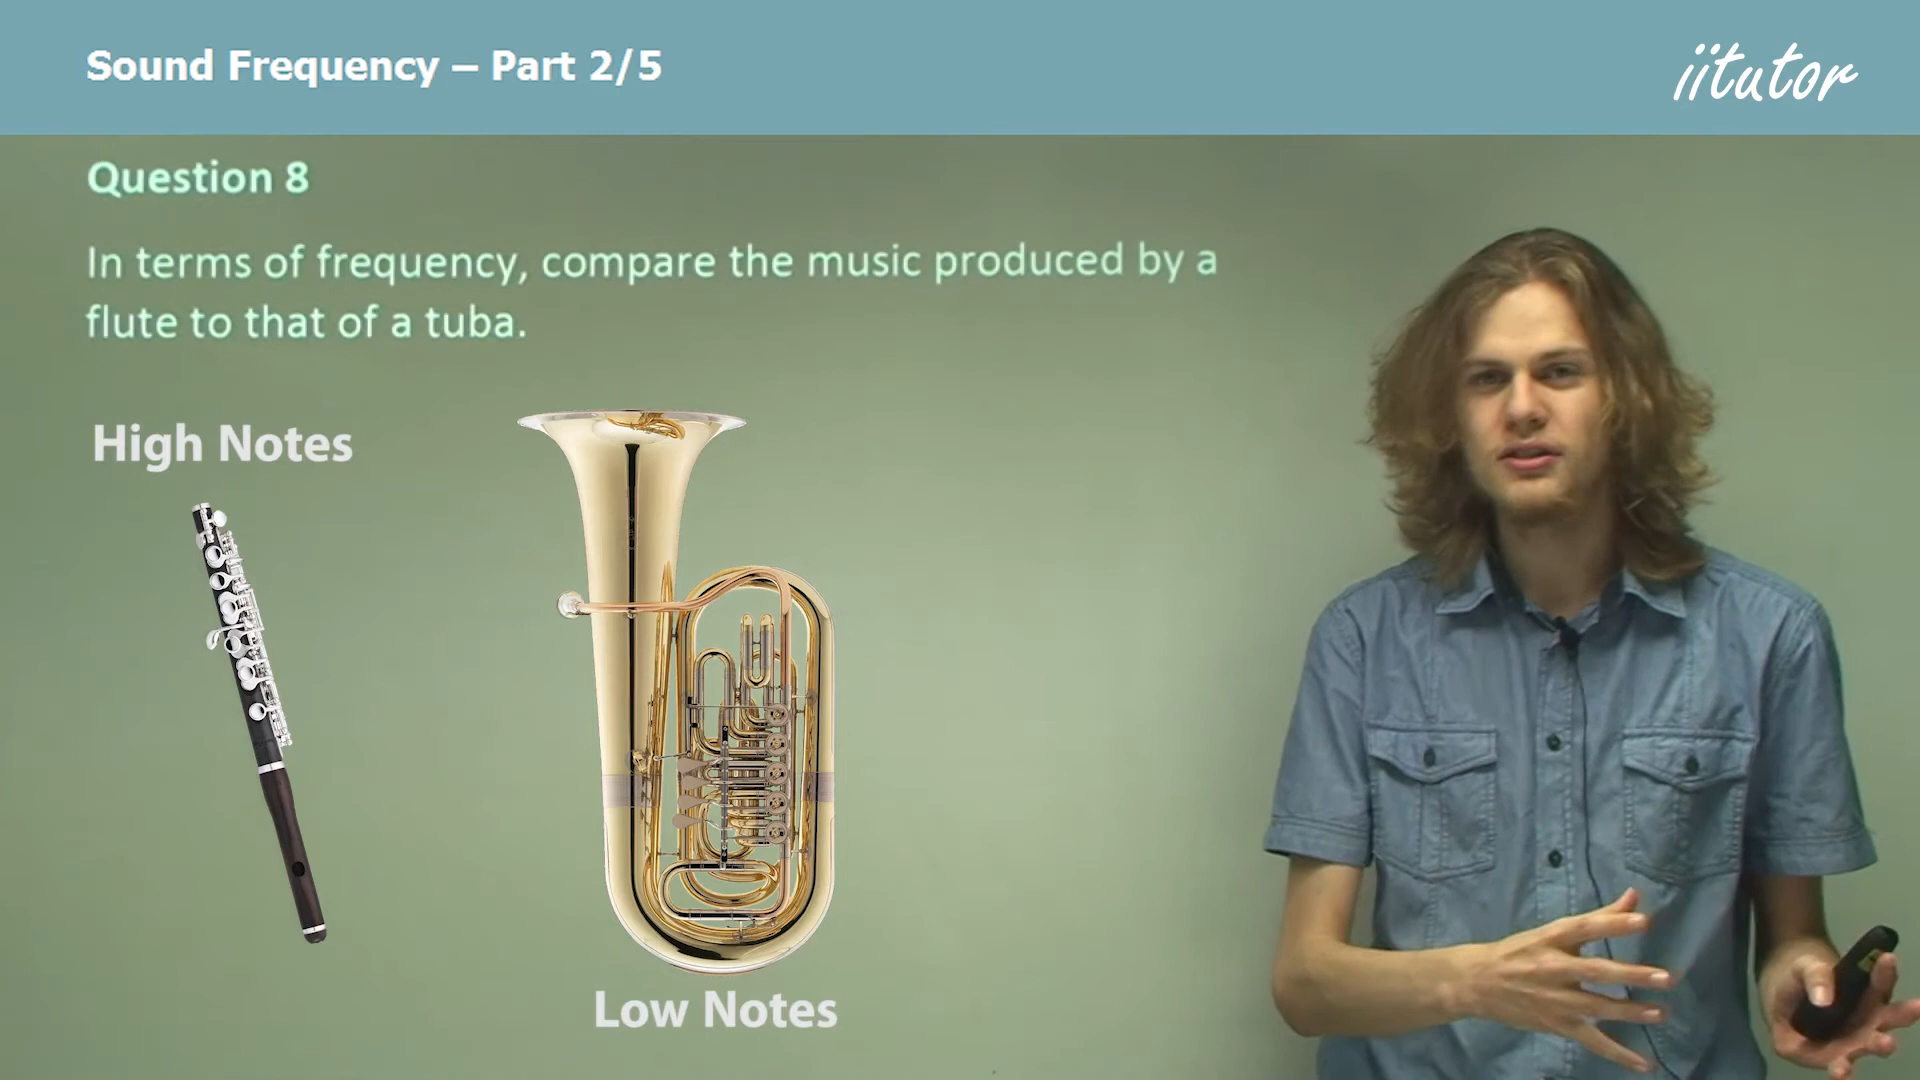 Sound Frequency – Part 2/5
iitutor
Question 8
In terms of frequency, compare the music produced by a
flute to that of a tuba.
High Notes
Low Notes